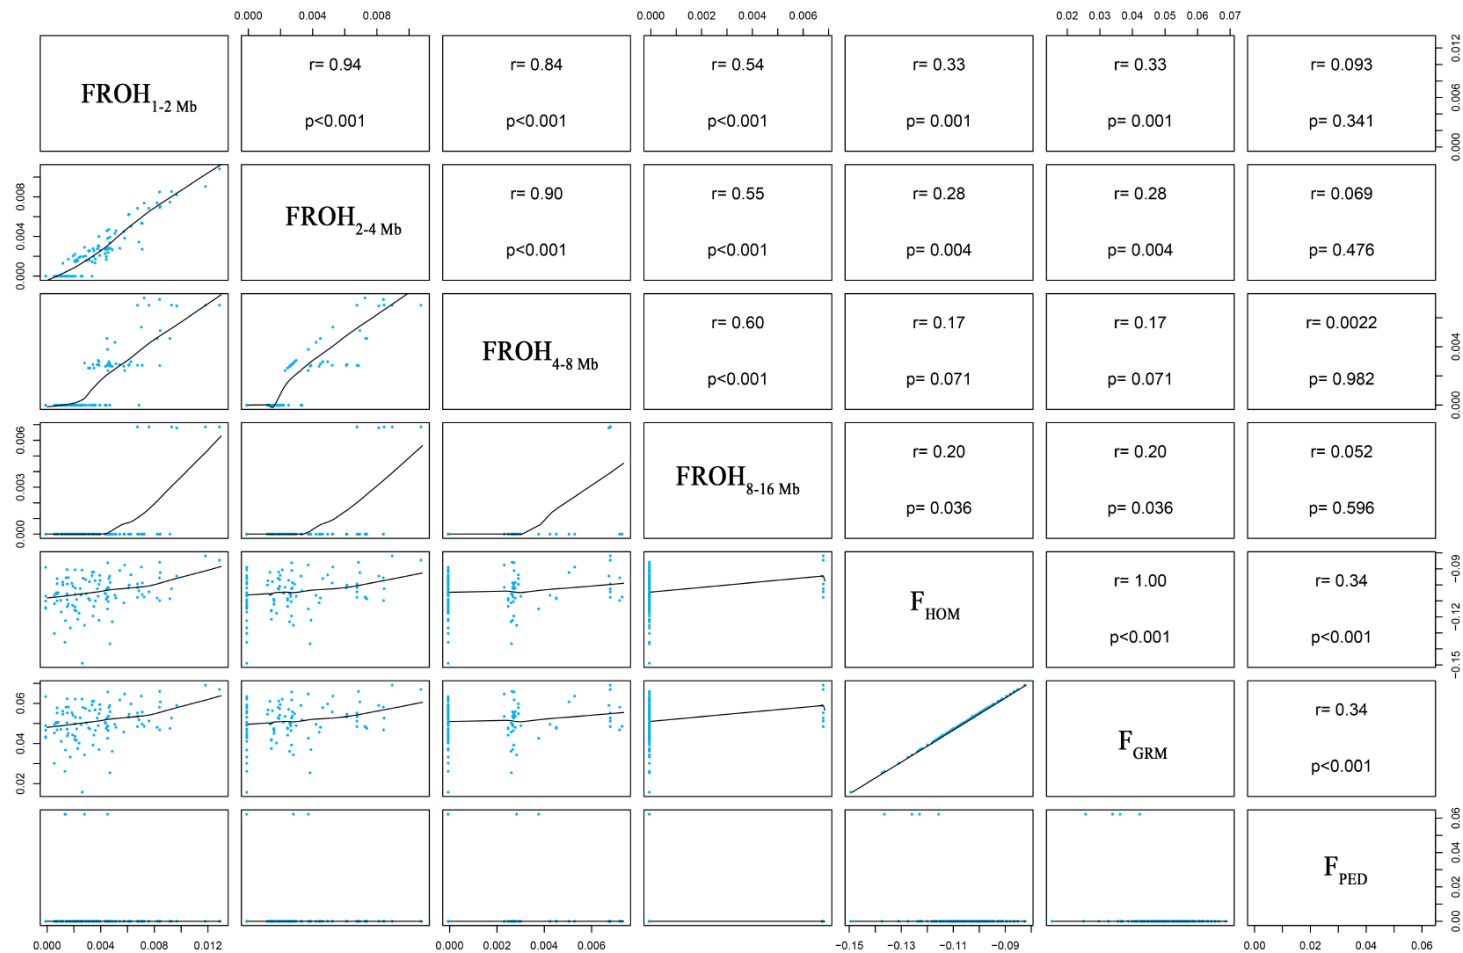 0.000 0.004 0.008
0.000 0.002 0.004 0.006
0.02 0.03 0.04 0.05 0.06 0.07
FROH1-2 Mb
r= 0.94
p<0.001
r= 0.84
p<0.001
r= 0.54
p<0.001
r= 0.33
p= 0.001
r= 0.33
p= 0.001
r= 0.093
p= 0.341
0.000 0.006 0.012
0.000 0.004 0.008
FROH2-4 Mb
r= 0.90
p<0.001
r= 0.55
p<0.001
r= 0.28
p= 0.004
r= 0.28
p= 0.004
r= 0.069
p= 0.476
FROH4-8 Mb
r= 0.60
p<0.001
r= 0.17
p= 0.071
r= 0.17
p= 0.071
r= 0.0022
p= 0.982
0.000 0.004
0.000 0.003 0.006
FROH8-16 Mb
r= 0.20
p= 0.036
r= 0.20
p= 0.036
r= 0.052
p= 0.596
FHOM
r= 1.00
p<0.001
r= 0.34
p<0.001
−0.15 −0.12 −0.09
0.02 0.04 0.06
FGRM
r= 0.34
p<0.001
FPED
0.00 0.02 0.04 0.06
0.000 0.004 0.008 0.012
0.000 0.002 0.004 0.006
−0.15 −0.13 −0.11 −0.09
0.00 0.02 0.04 0.06